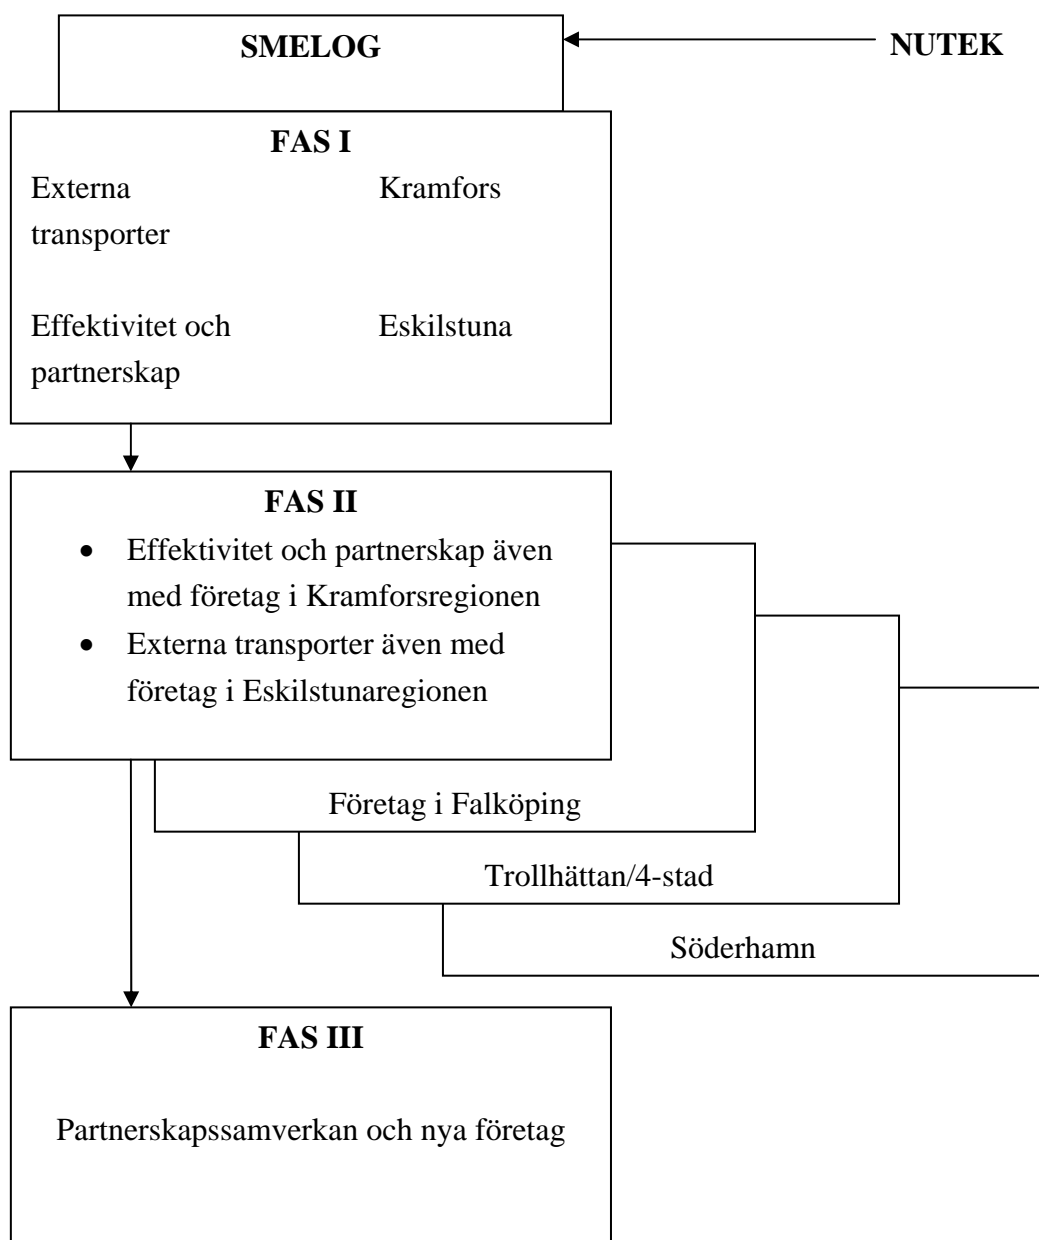 SMELOG
NUTEK
FAS I
Externa
transporter
Kramfors
Effektivitet och
partnerskap
Eskilstuna
FAS II
• Effektivitet och partnerskap även
med företag i Kramforsregionen
• Externa transporter även med
företag i Eskilstunaregionen
Företag i Falköping
Trollhättan/4-stad
Söderhamn
FAS III
Partnerskapssamverkan och nya företag